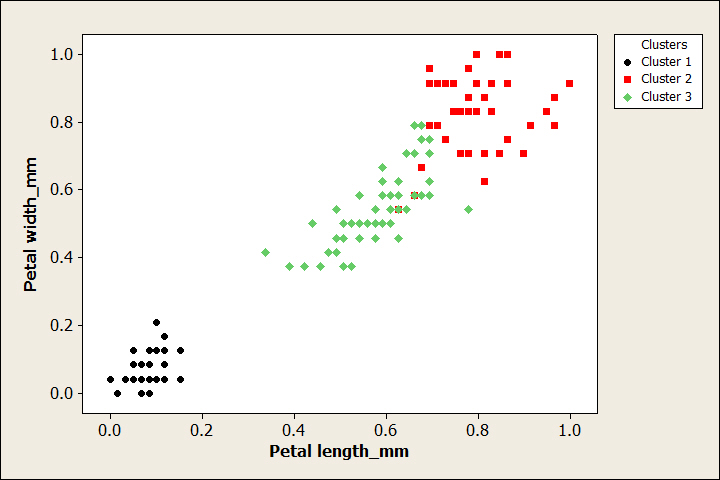 Clusters
Cluster 1
Cluster 2
Cluster 3
1.0
0.8
0.6
0.4
0.2
0.0
Petal width_mm
0.0 0.2 0.4 0.6 0.8 1.0
Petal length_mm